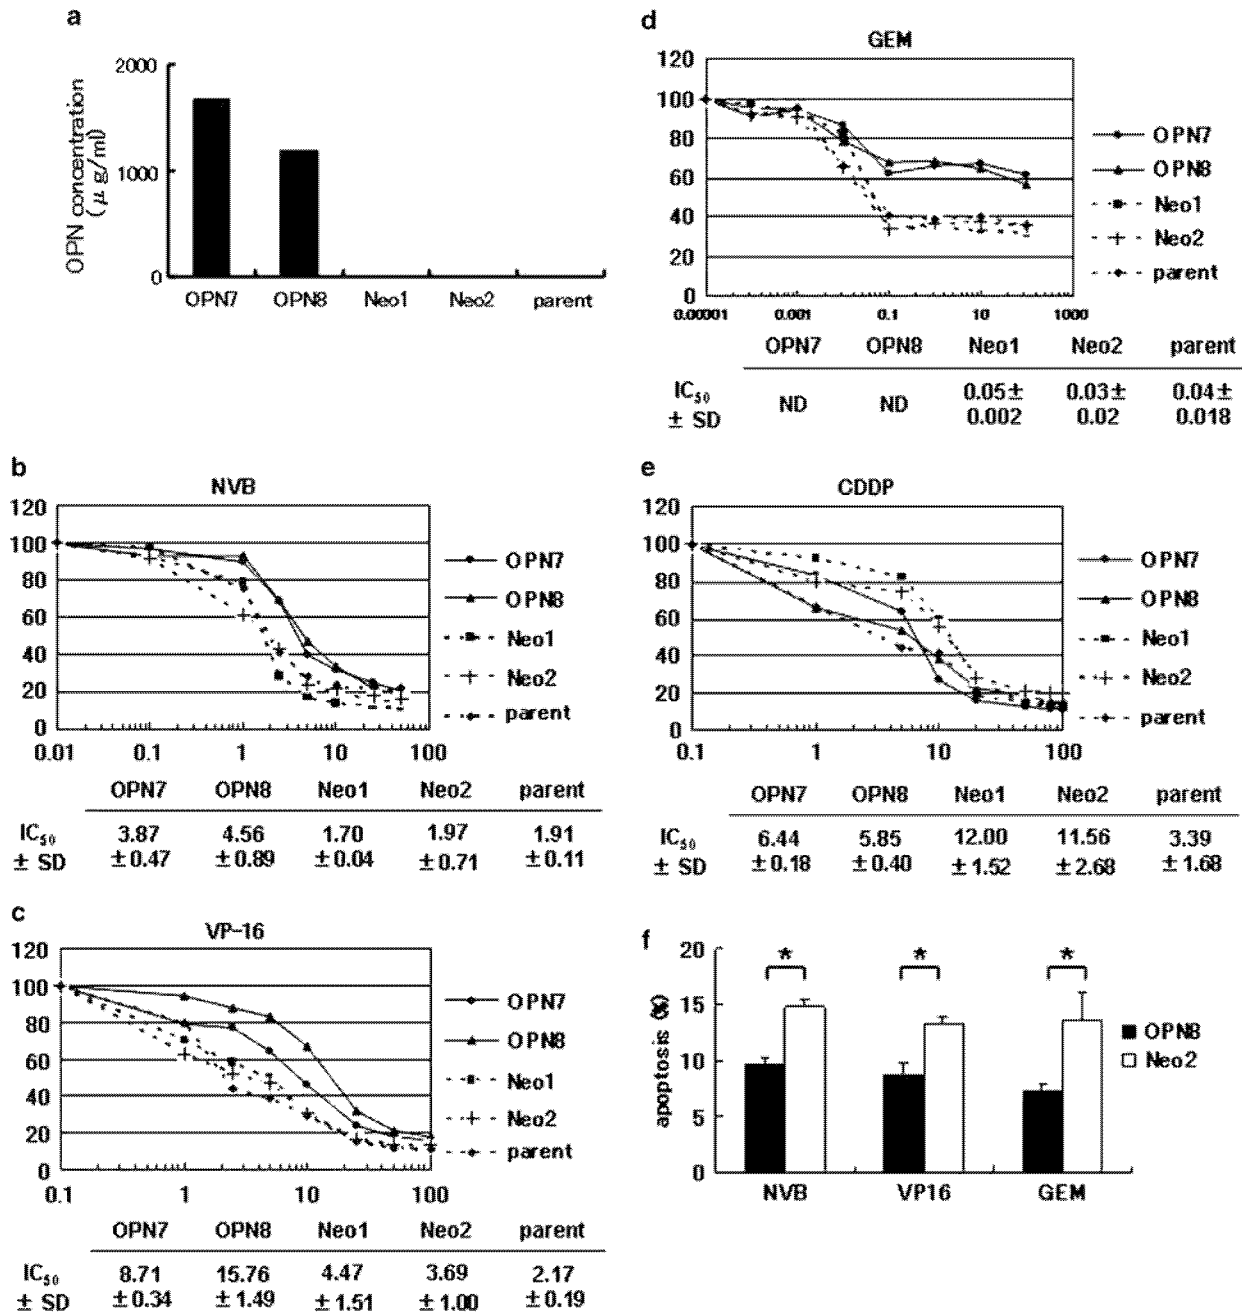 a
2000
1000
0
OPN concentration
(μg/ml)
OPN7 OPN8 Neo1 Neo2 parent
d
GEM
120
100
80
60
40
20
0
0.00001 0.001 0.1 10 1000
OPN7
OPN8
Neo1
Neo2
parent
OPN7 OPN8 Neo1 Neo2 parent
IC50 ± SD ND ND 0.05± 0.002 0.03± 0.02 0.04± 0.018
b
NVB
120
100
80
60
40
20
0
0.01 0.1 1 10 100
OPN7
OPN8
Neo1
Neo2
parent
OPN7 OPN8 Neo1 Neo2 parent
IC50 3.87 4.56 1.70 1.97 1.91
± SD ±0.47 ±0.89 ±0.04 ±0.71 ±0.11
e
CDDP
120
100
80
60
40
20
0
0.1 1 10 100
OPN7
OPN8
Neo1
Neo2
parent
OPN7 OPN8 Neo1 Neo2 parent
IC50 6.44 5.85 12.00 11.56 3.39
± SD ±0.18 ±0.40 ±1.52 ±2.68 ±1.68
c
VP-16
120
100
80
60
40
20
0
0.1 1 10 100
OPN7
OPN8
Neo1
Neo2
parent
OPN7 OPN8 Neo1 Neo2 parent
IC50 8.71 15.76 4.47 3.69 2.17
± SD ±0.34 ±1.49 ±1.51 ±1.00 ±0.19
f
20
15
10
5
0
apoptosis (%)
* * *
NVB VP16 GEM
OPN8
Neo2